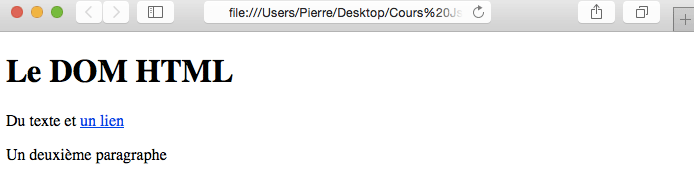 file:///Users/Pierre/Desktop/Cours%20Js
Le DOM HTML
Du texte et un lien
Un deuxième paragraphe